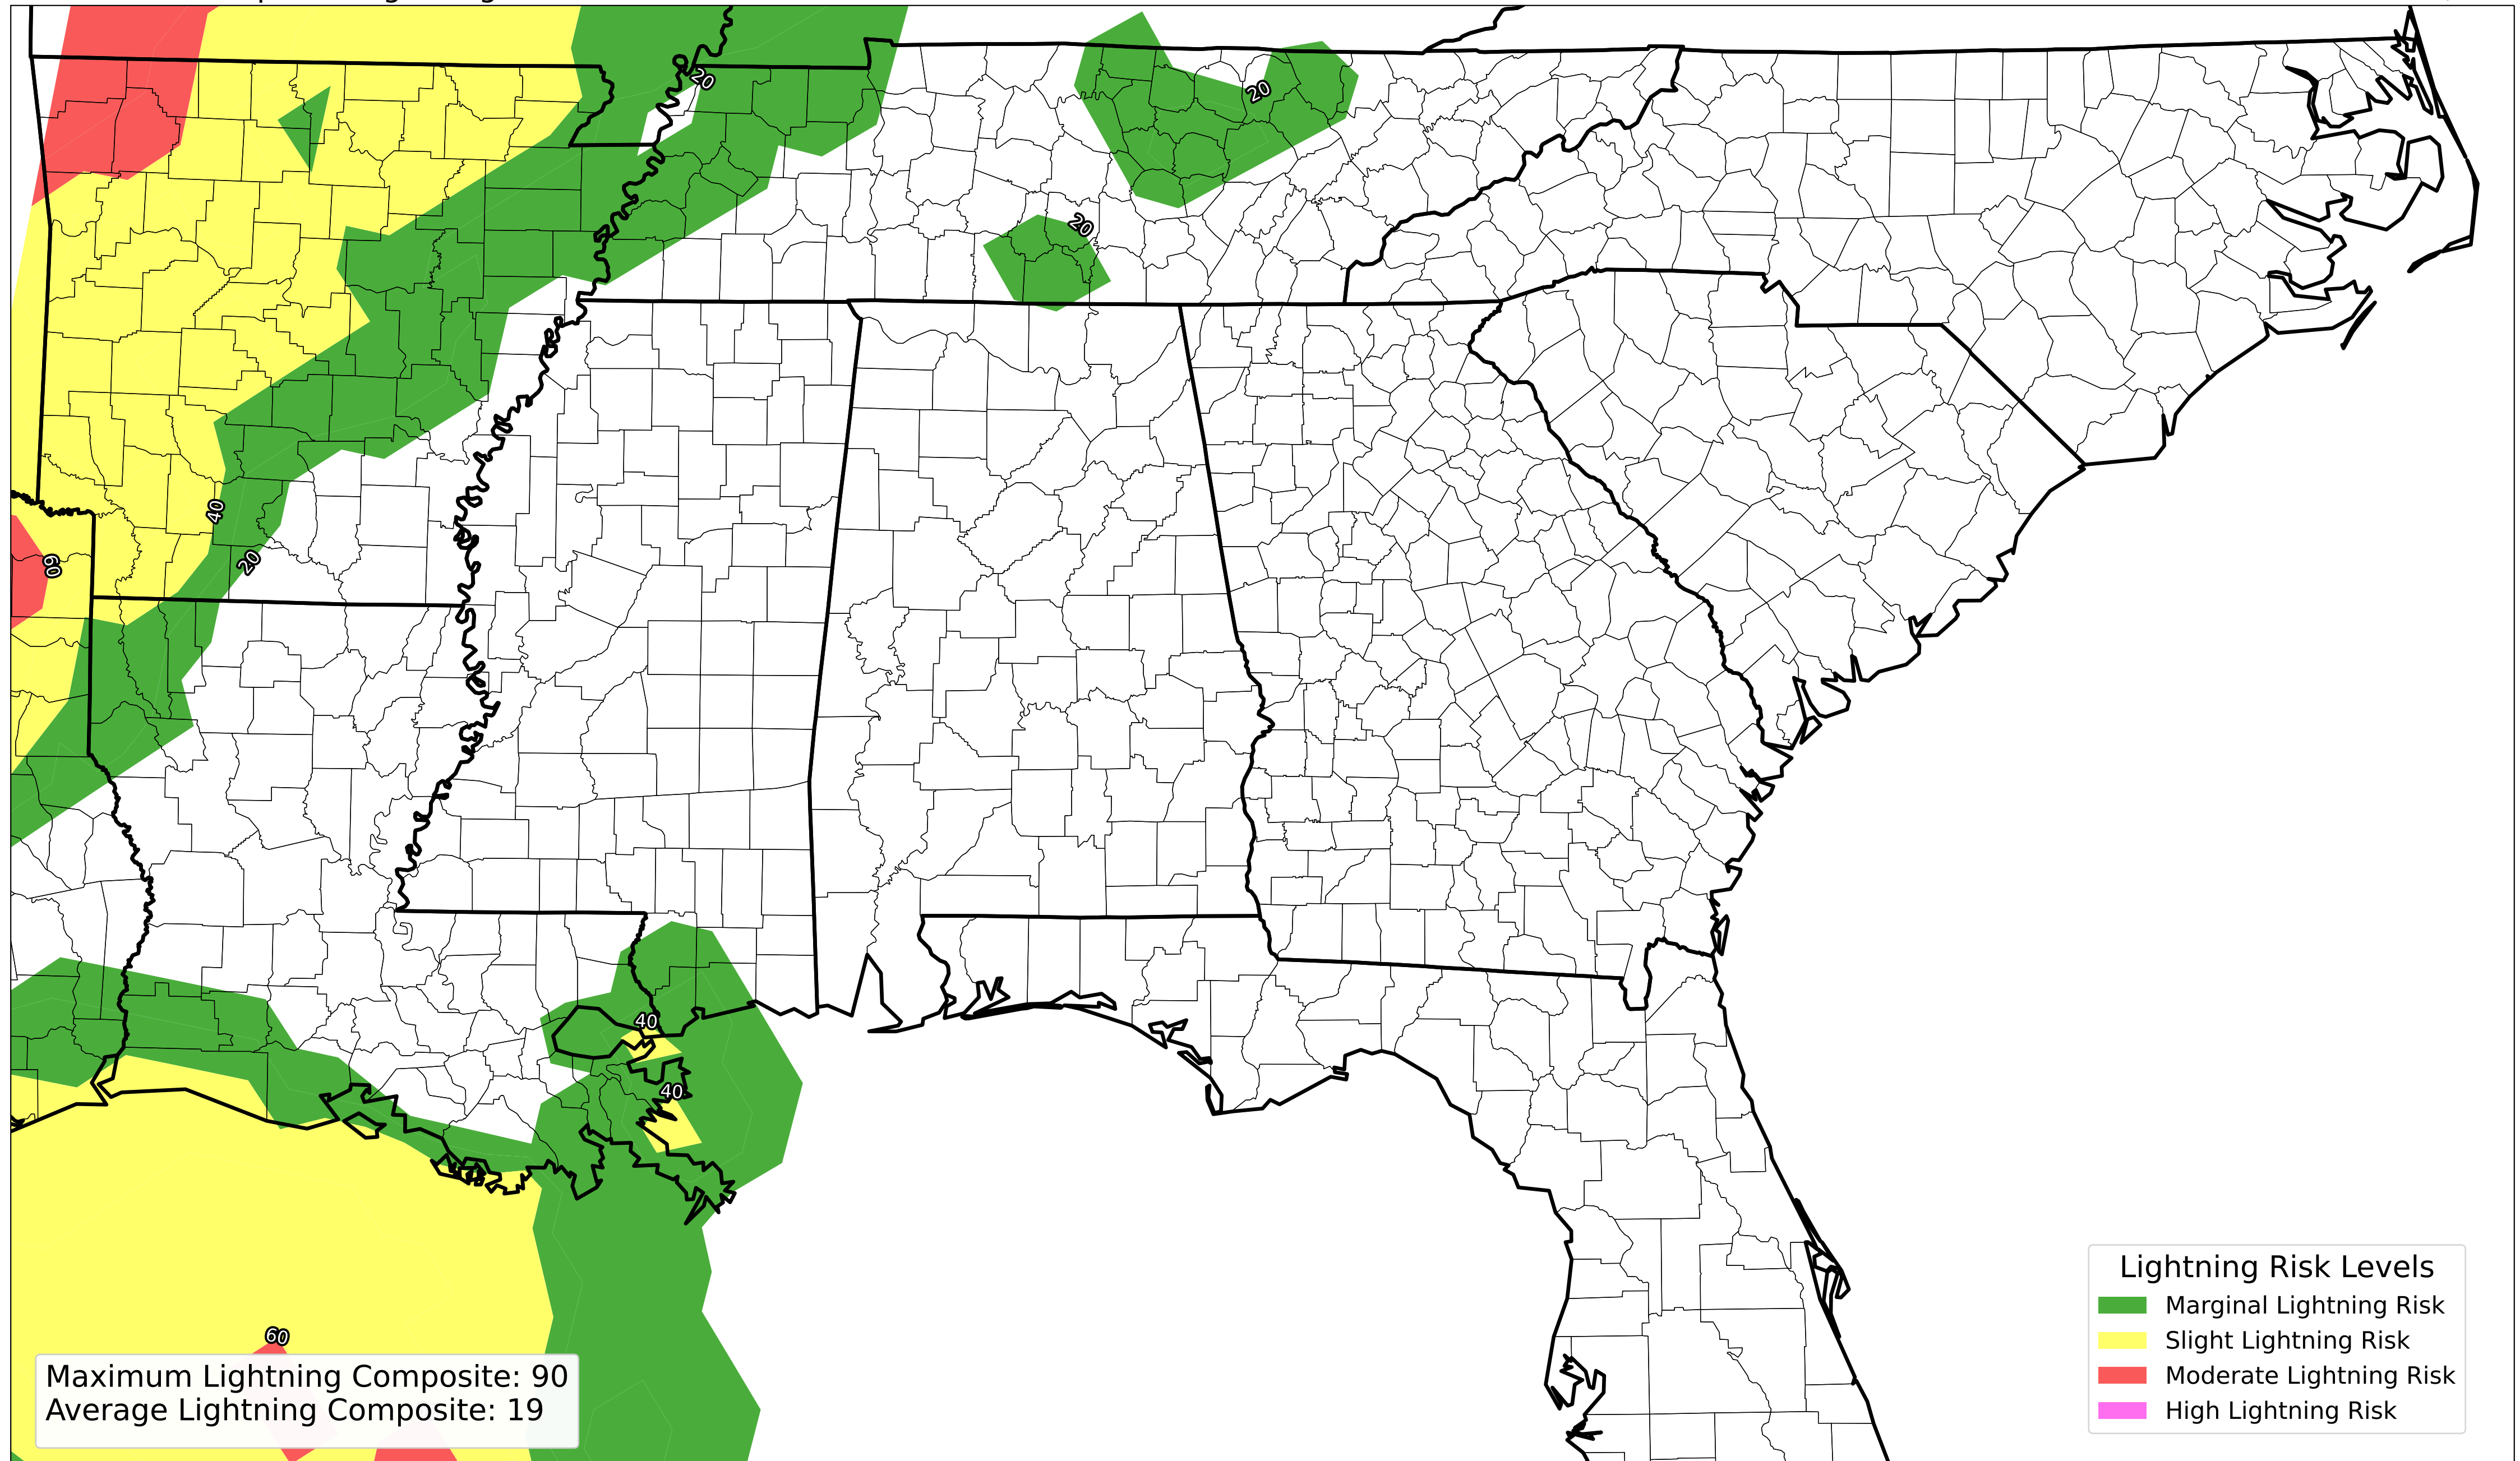 20
20
20
40
20
60
40
40
60
Maximum Lightning Composite: 90
Average Lightning Composite: 19
Lightning Risk Levels
Marginal Lightning Risk
Slight Lightning Risk
Moderate Lightning Risk
High Lightning Risk